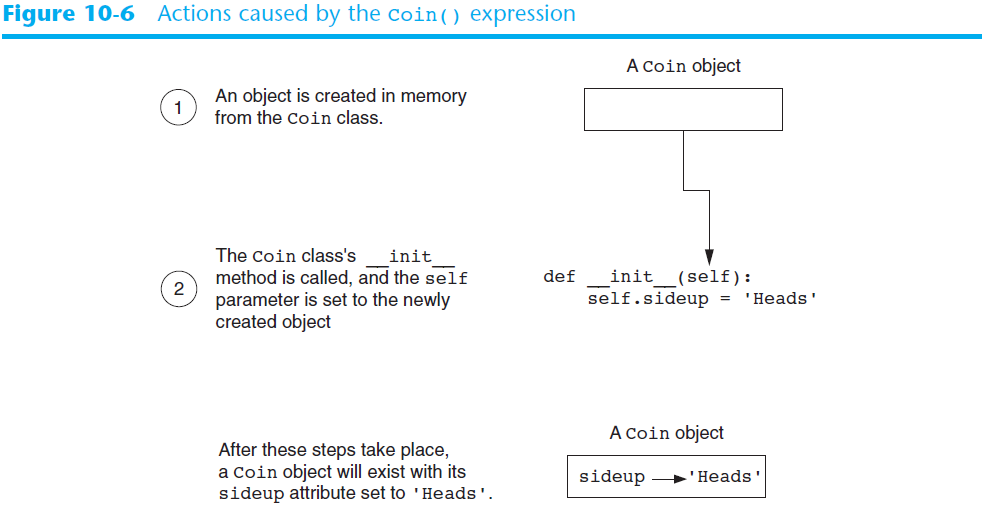 Figure 10-6 Actions caused by the Coin() expression
A Coin object
1
An object is created in memory
from the Coin class.
2
The Coin class's __init__
method is called, and the self
parameter is set to the newly
created object
def __init__(self):
self.sideup = 'Heads'
After these steps take place,
a Coin object will exist with its
sideup attribute set to 'Heads'.
A Coin object
sideup 'Heads'